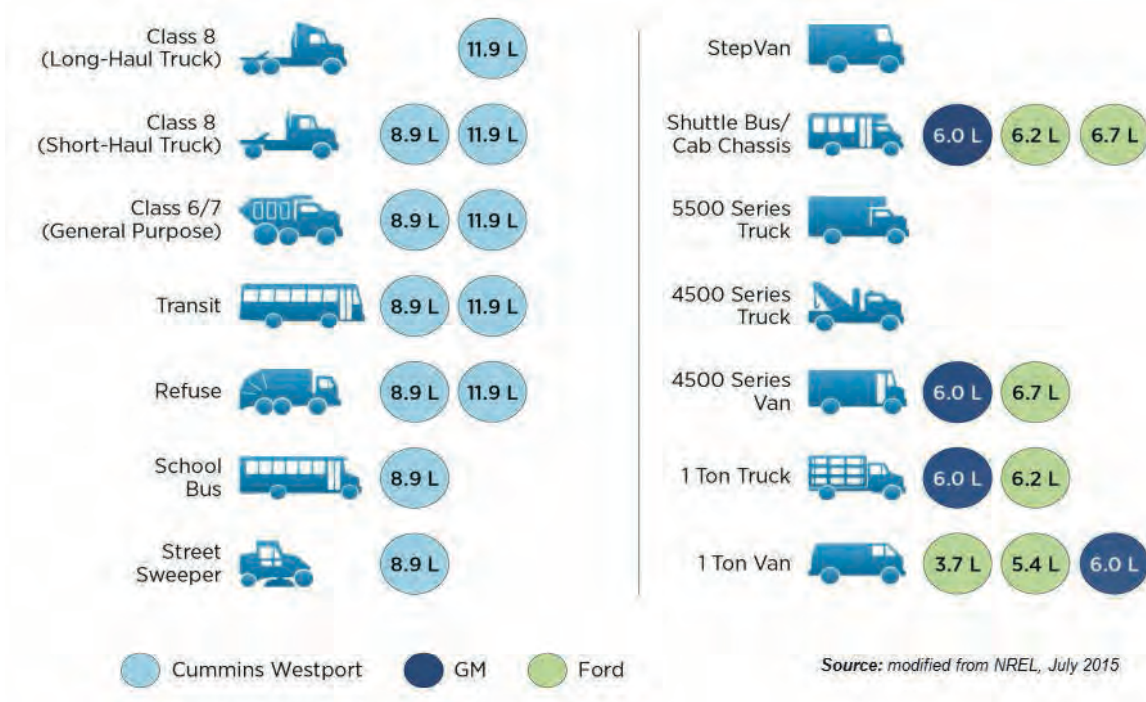 Class 8
(Long-Haul Truck)
11.9 L
Class 8
(Short-Haul Truck)
8.9 L 11.9 L
Class 6/7
(General Purpose)
8.9 L 11.9 L
Transit
8.9 L 11.9 L
Refuse
8.9 L 11.9 L
School
Bus
8.9 L
Street
Sweeper
8.9 L
StepVan
Shuttle Bus/
Cab Chassis
6.0 L 6.2 L 6.7 L
5500 Series
Truck
4500 Series
Truck
4500 Series
Van
6.0 L 6.7 L
1 Ton Truck
6.0 L 6.2 L
1 Ton Van
3.7 L 5.4 L 6.0 L
Cummins Westport GM Ford
Source: modified from NREL, July 2015